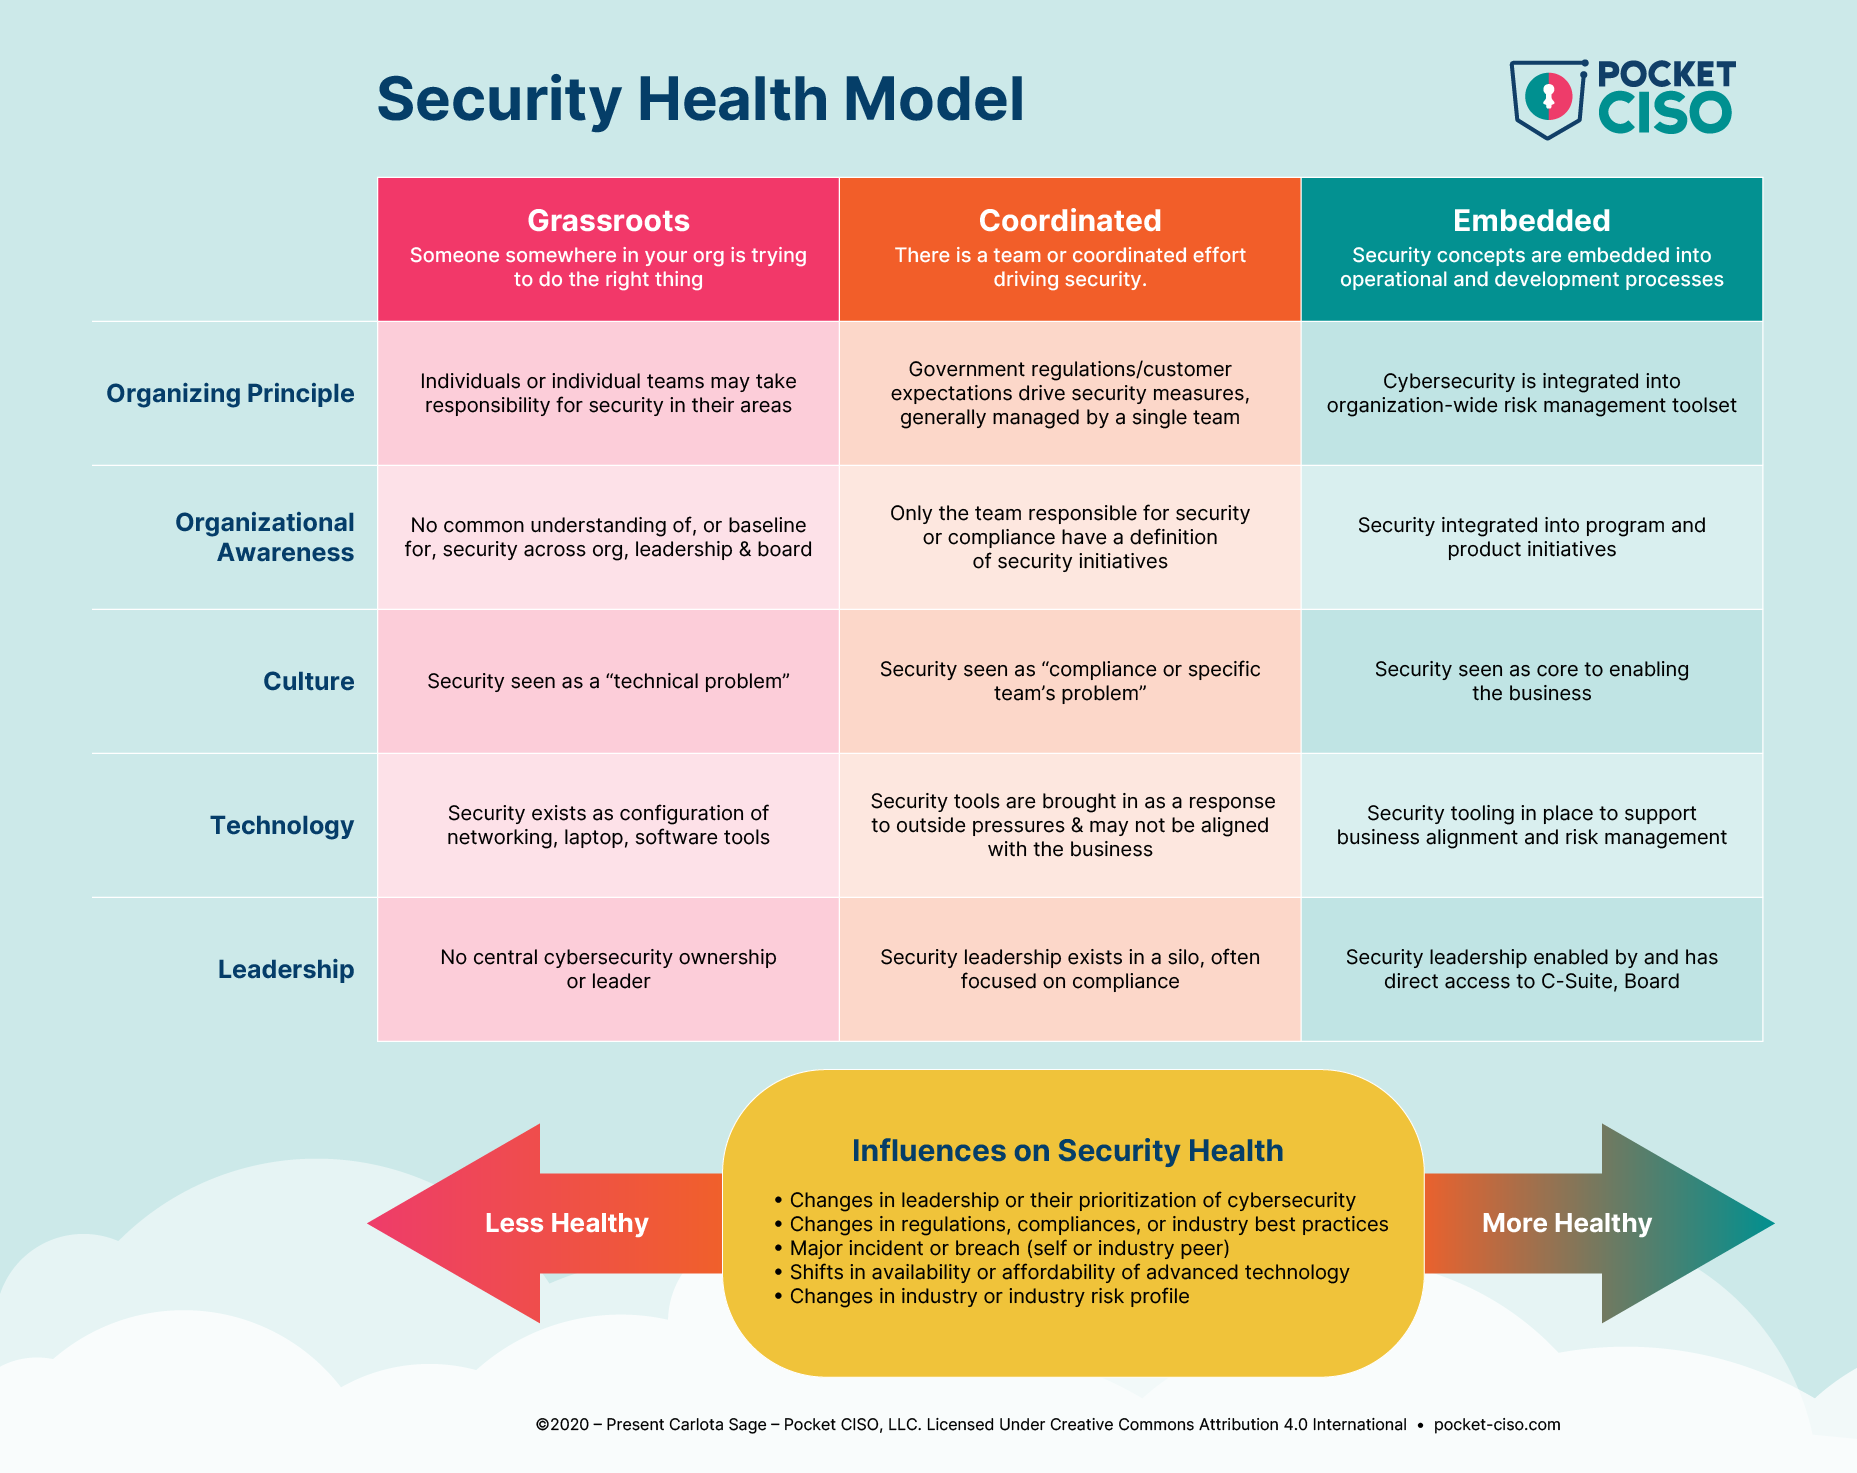 Security Health Model
POCKET
CISO
Grassroots
Someone somewhere in your org is trying
to do the right thing
Coordinated
There is a team or coordinated effort
driving security.
Embedded
Security concepts are embedded into
operational and development processes
Organizing Principle
Individuals or individual teams may take
responsibility for security in their areas
Government regulations/customer
expectations drive security measures,
generally managed by a single team
Cybersecurity is integrated into
organization-wide risk management toolset
Organizational
Awareness
No common understanding of, or baseline
for, security across org, leadership & board
Only the team responsible for security
or compliance have a definition
of security initiatives
Security integrated into program and
product initiatives
Culture
Security seen as a “technical problem”
Security seen as “compliance or specific
team’s problem”
Security seen as core to enabling
the business
Technology
Security exists as configuration of
networking, laptop, software tools
Security tools are brought in as a response
to outside pressures & may not be aligned
with the business
Security tooling in place to support
business alignment and risk management
Leadership
No central cybersecurity ownership
or leader
Security leadership exists in a silo, often
focused on compliance
Security leadership enabled by and has
direct access to C-Suite, Board
Less Healthy
Influences on Security Health
• Changes in leadership or their prioritization of cybersecurity
• Changes in regulations, compliances, or industry best practices
• Major incident or breach (self or industry peer)
• Shifts in availability or affordability of advanced technology
• Changes in industry or industry risk profile
More Healthy
©2020 – Present Carlota Sage – Pocket CISO, LLC. Licensed Under Creative Commons Attribution 4.0 International • pocket-ciso.com